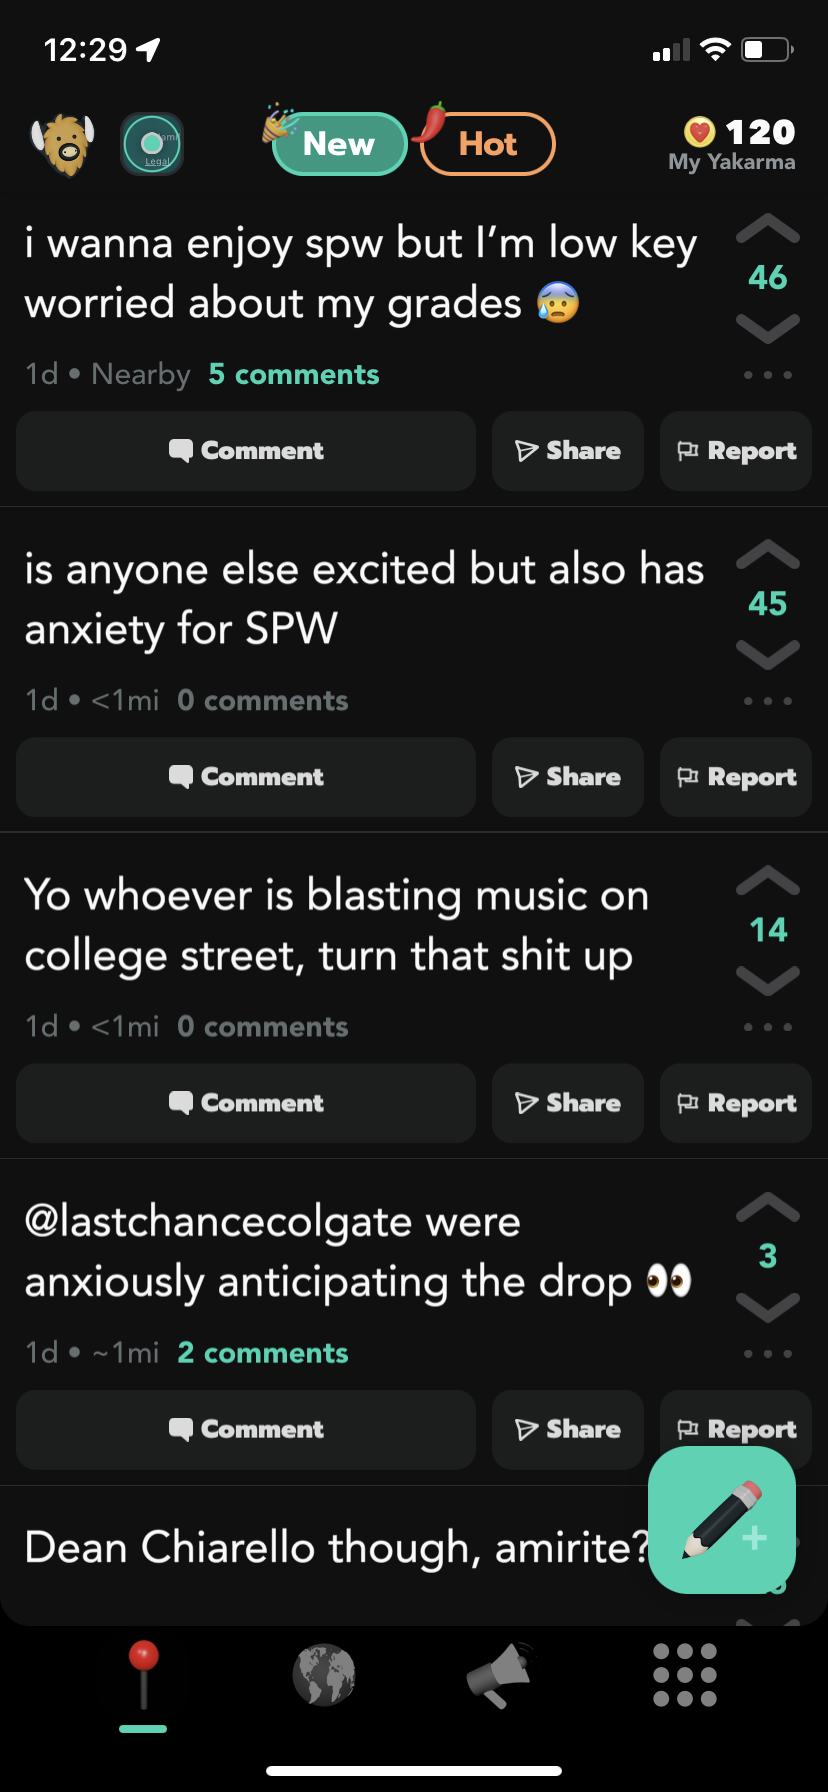 12:29
Legal
New
Hot
120
My Yakarma
i wanna enjoy spw but I’m low key
worried about my grades 😰
46
1d • Nearby 5 comments
Comment
Share
Report
is anyone else excited but also has
anxiety for SPW
45
1d • <1mi 0 comments
Comment
Share
Report
Yo whoever is blasting music on
college street, turn that shit up
14
1d • <1mi 0 comments
Comment
Share
Report
@lastchancecolgate were
anxiously anticipating the drop 👀
3
1d • ~1mi 2 comments
Comment
Share
Report
Dean Chiarello though, amirite?